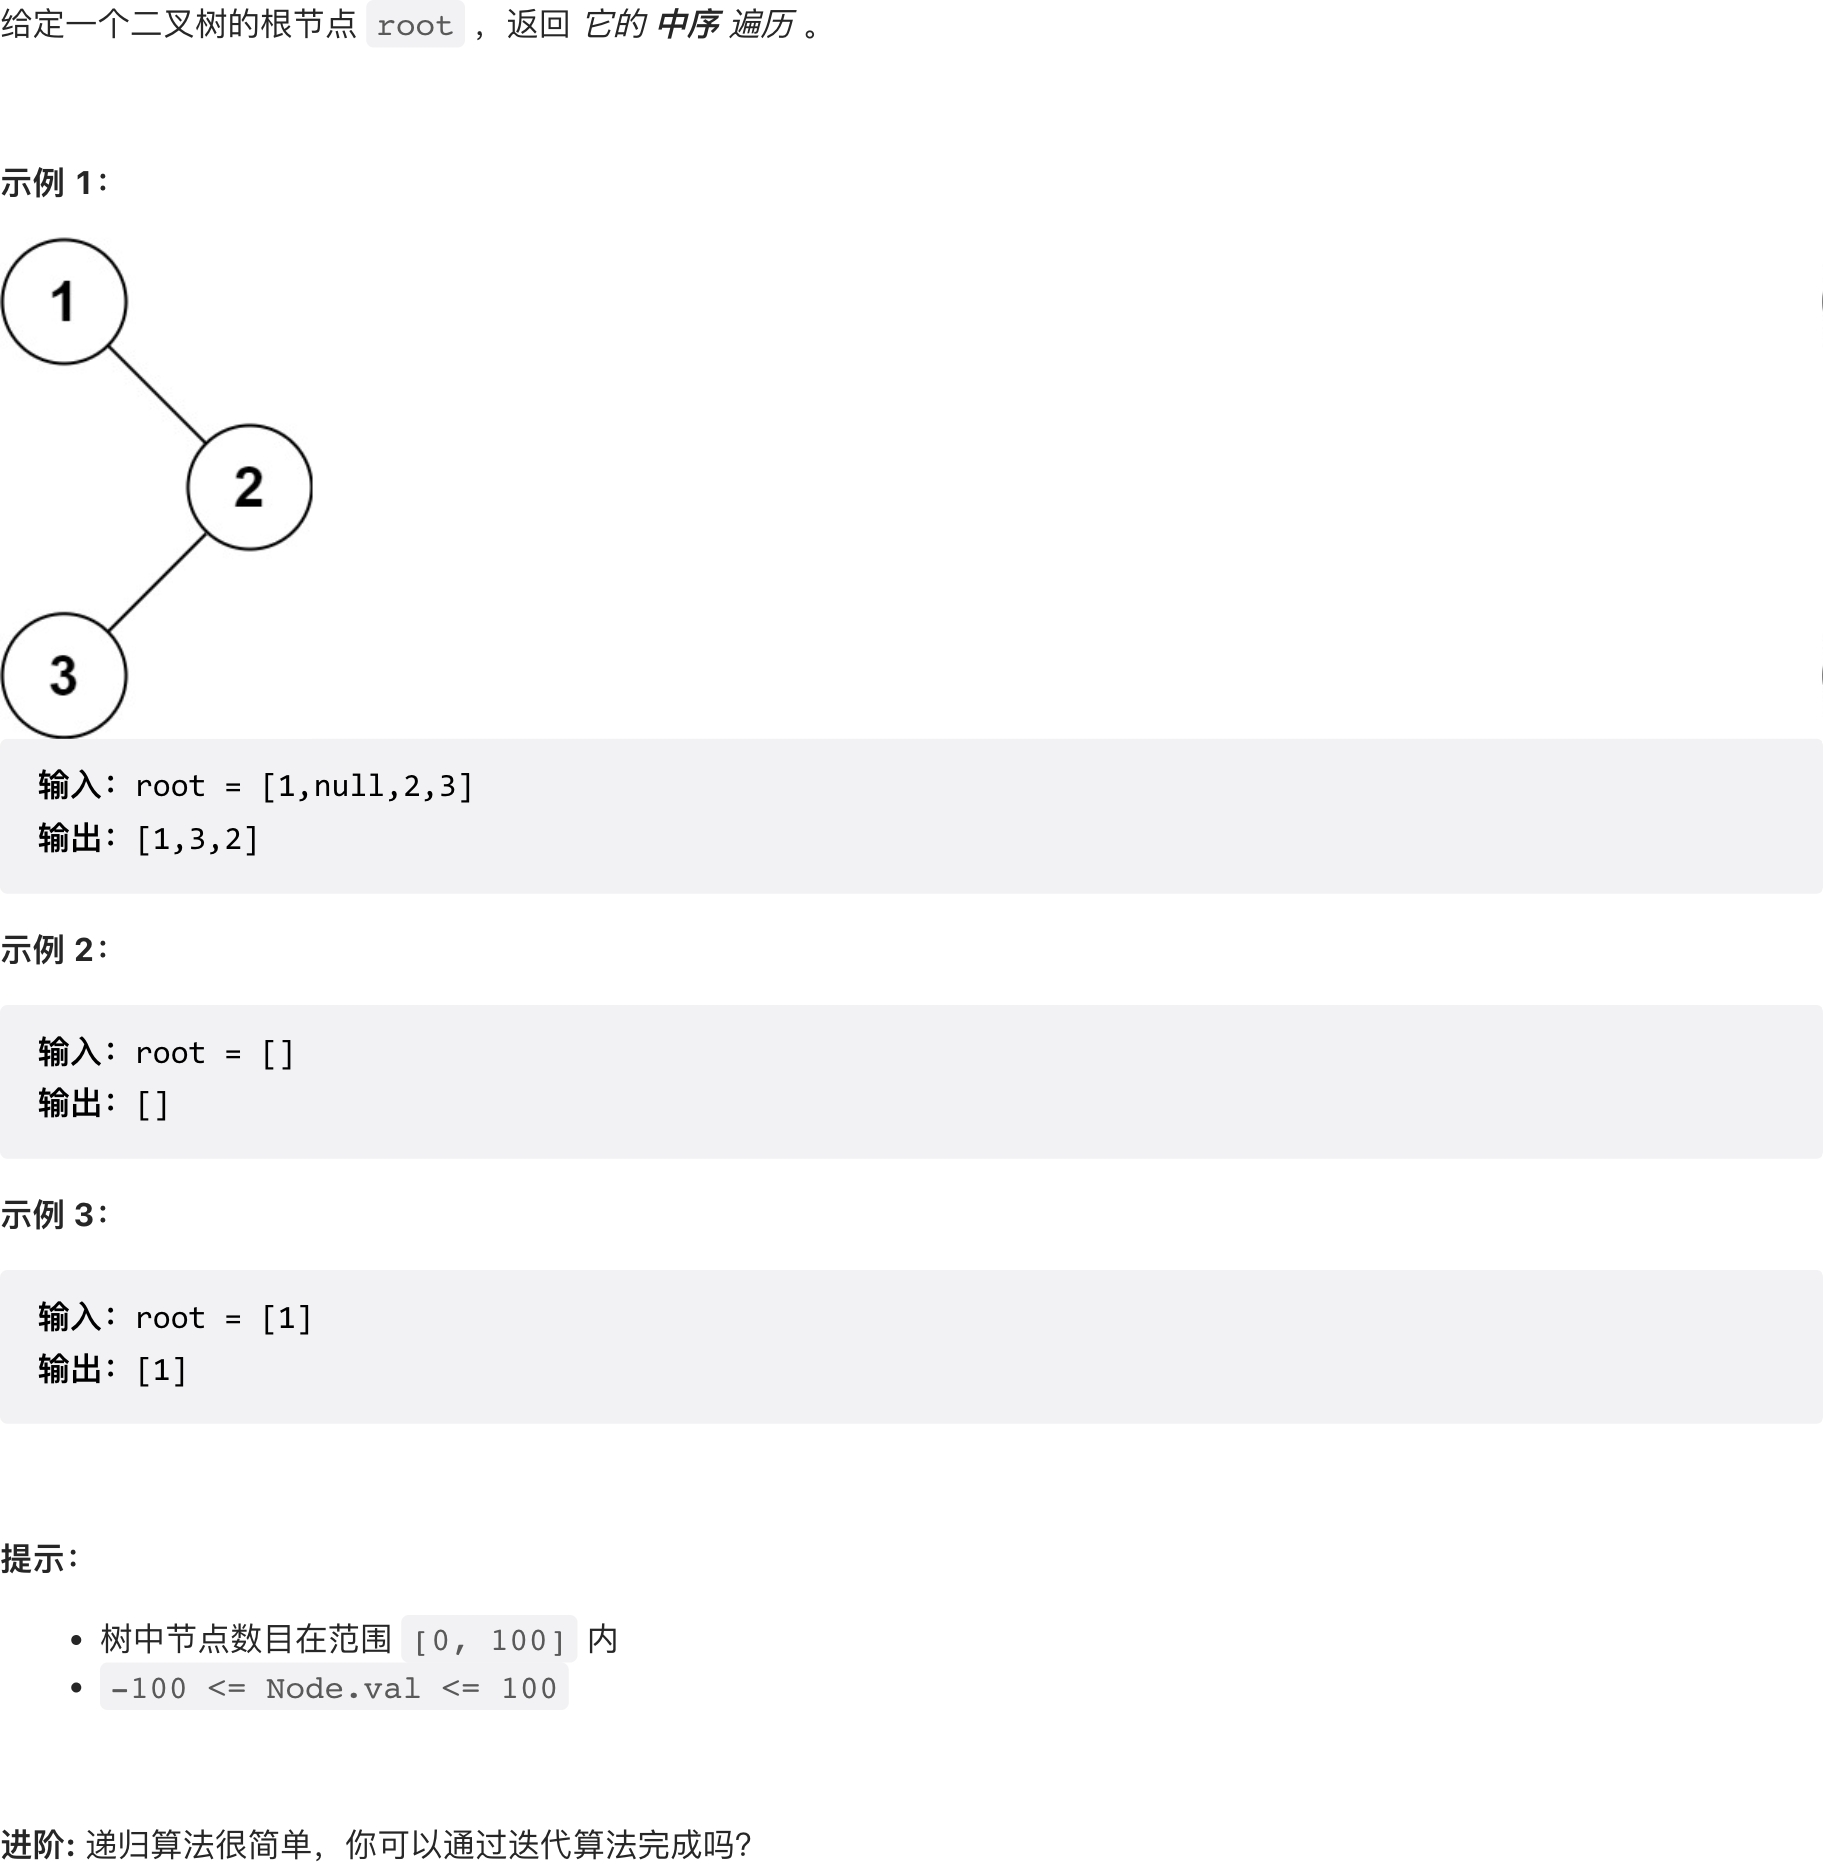 给定一个二叉树的根节点 root ，返回 它的 中序 遍历 。
示例 1：
1
2
3
输入：root = [1,null,2,3]
输出：[1,3,2]
示例 2：
输入：root = []
输出：[]
示例 3：
输入：root = [1]
输出：[1]
提示：
• 树中节点数目在范围 [0, 100] 内
• -100 <= Node.val <= 100
进阶: 递归算法很简单，你可以通过迭代算法完成吗？